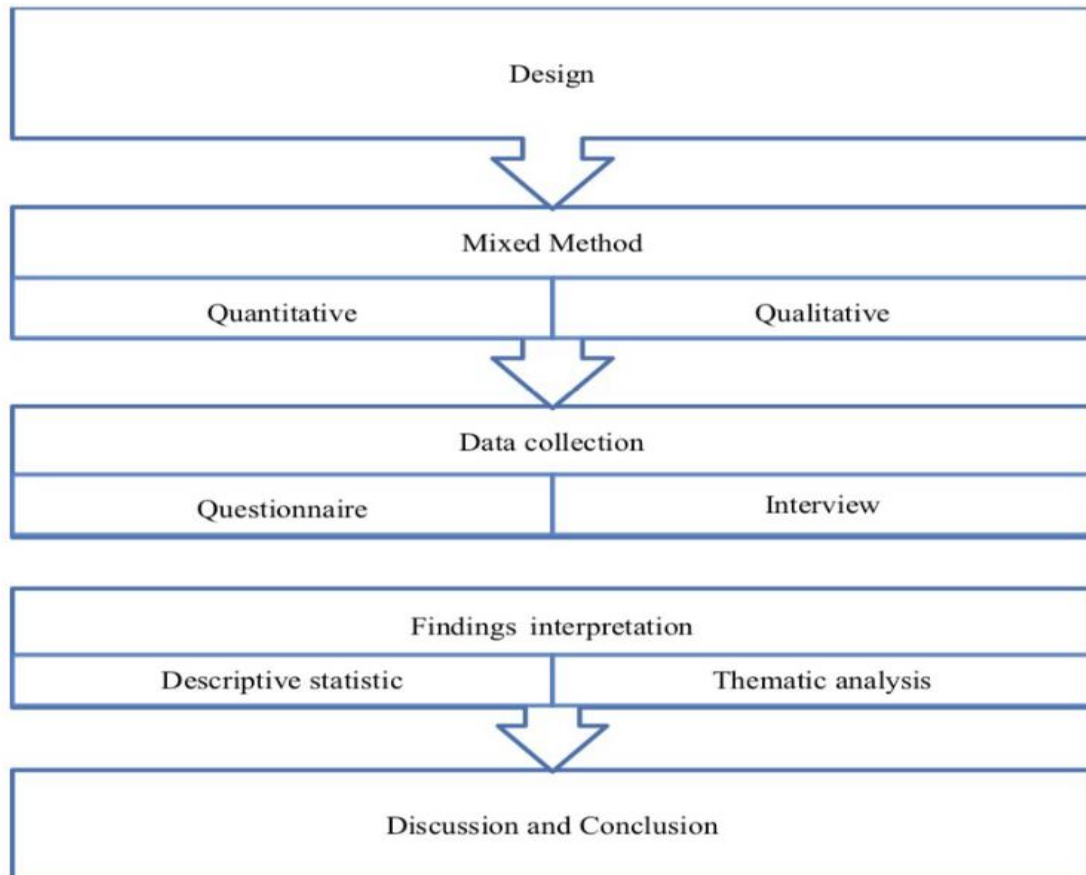 Design
Mixed Method
Quantitative
Qualitative
Data collection
Questionnaire
Interview
Findings interpretation
Descriptive statistic
Thematic analysis
Discussion and Conclusion